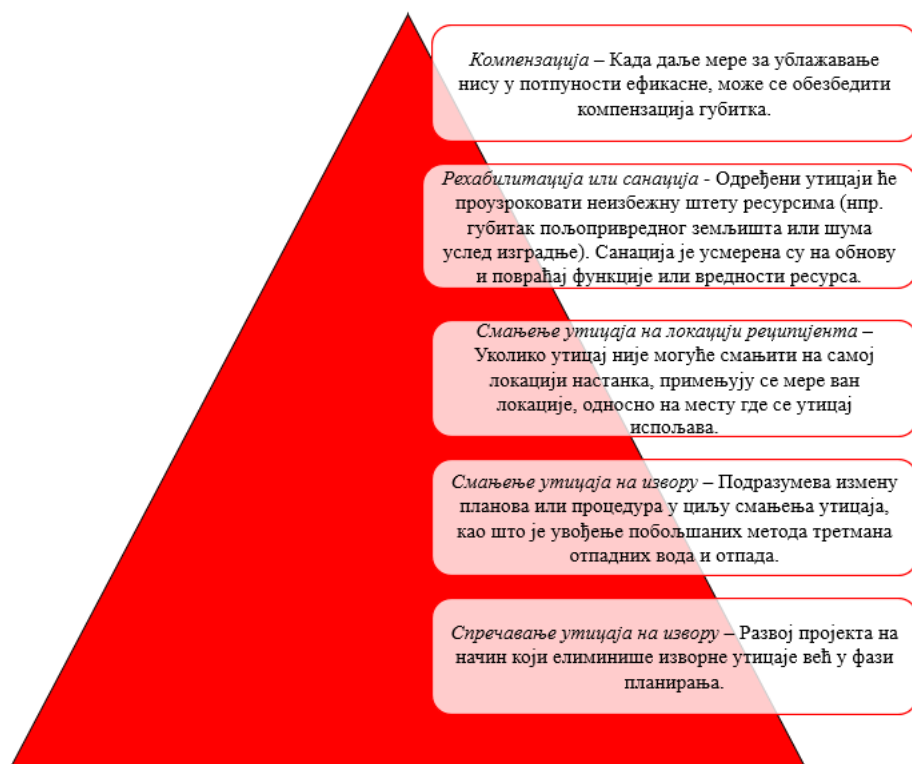 Компензација – Када даље мере за ублажавање
нису у потпуности ефикасне, може се обезбедити
компензација губитка.
Рехабилитација или санација - Одређени утицаји ће
проузроковати неизбежну штету ресурсима (нпр.
губитак пољопривредног земљишта или шума
услед изградње). Санација је усмерена су на обнову
и повраћај функције или вредности ресурса.
Смањење утицаја на локацији реципијента –
Уколико утицај није могуће смањити на самој
локацији настанка, примењују се мере ван
локације, односно на месту где се утицај
испољава.
Смањење утицаја на извору – Подразумева измену
планова или процедура у циљу смањења утицаја,
као што је увођење побољшаних метода третмана
отпадних вода и отпада.
Спречавање утицаја на извору – Развој пројекта на
начин који елиминише изворне утицаје већ у фази
планирања.